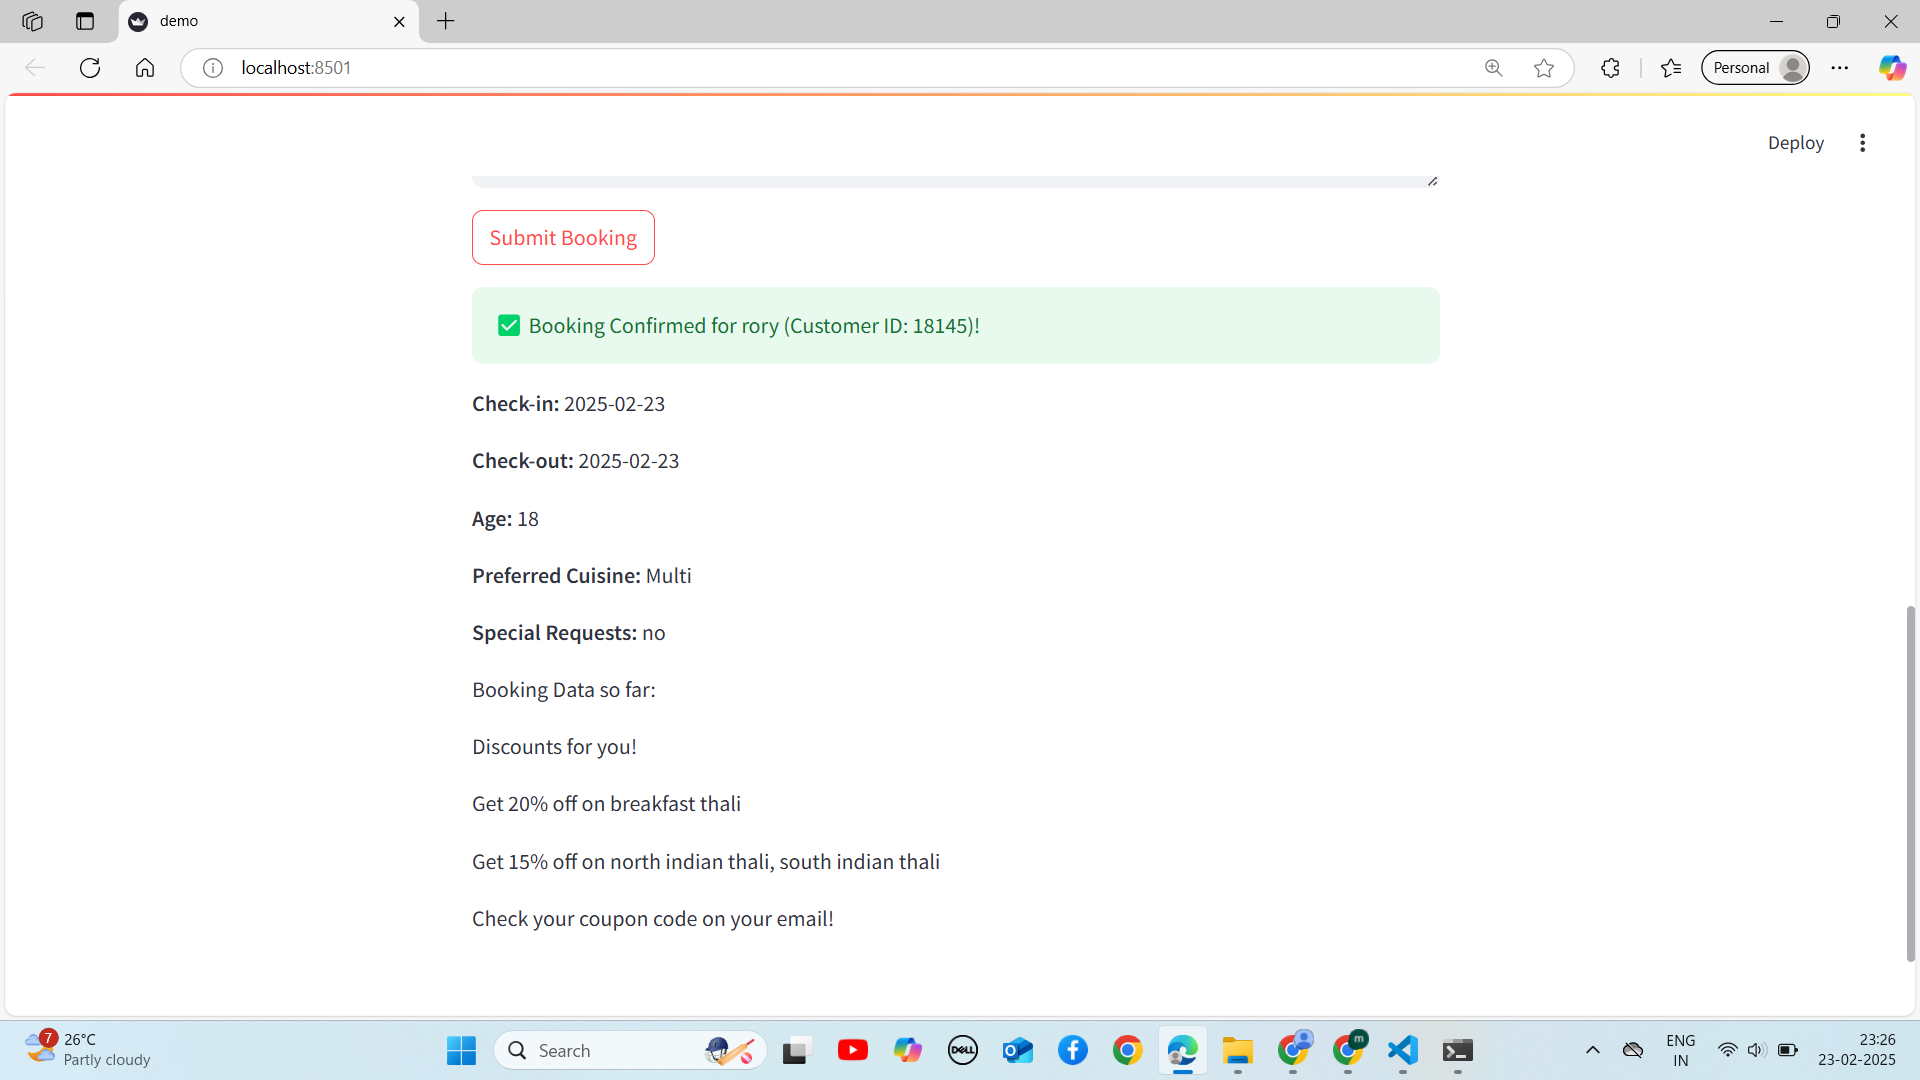 demo
localhost:8501
Personal
Deploy
Submit Booking
Booking Confirmed for rory (Customer ID: 18145)!
Check-in: 2025-02-23
Check-out: 2025-02-23
Age: 18
Preferred Cuisine: Multi
Special Requests: no
Booking Data so far:
Discounts for you!
Get 20% off on breakfast thali
Get 15% off on north indian thali, south indian thali
Check your coupon code on your email!
7
26°C
Partly cloudy
Search
DELL
m
ENG
IN
23:26
23-02-2025